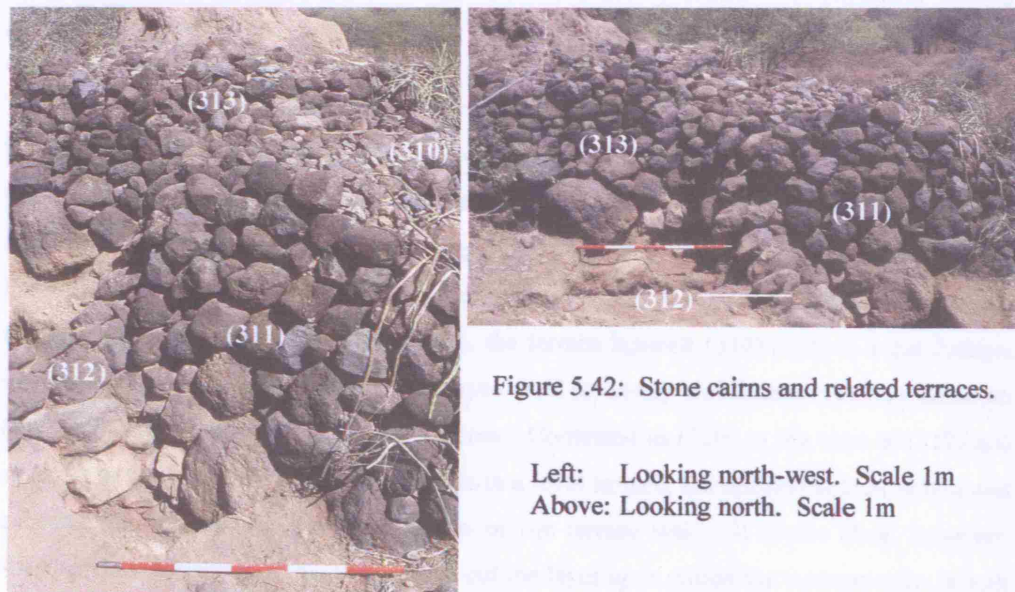 (313)
(310)
(311)
(312)
(313)
(311)
(312)
Figure 5.42: Stone cairns and related terraces.
Left: Looking north-west. Scale 1m
Above: Looking north. Scale 1m